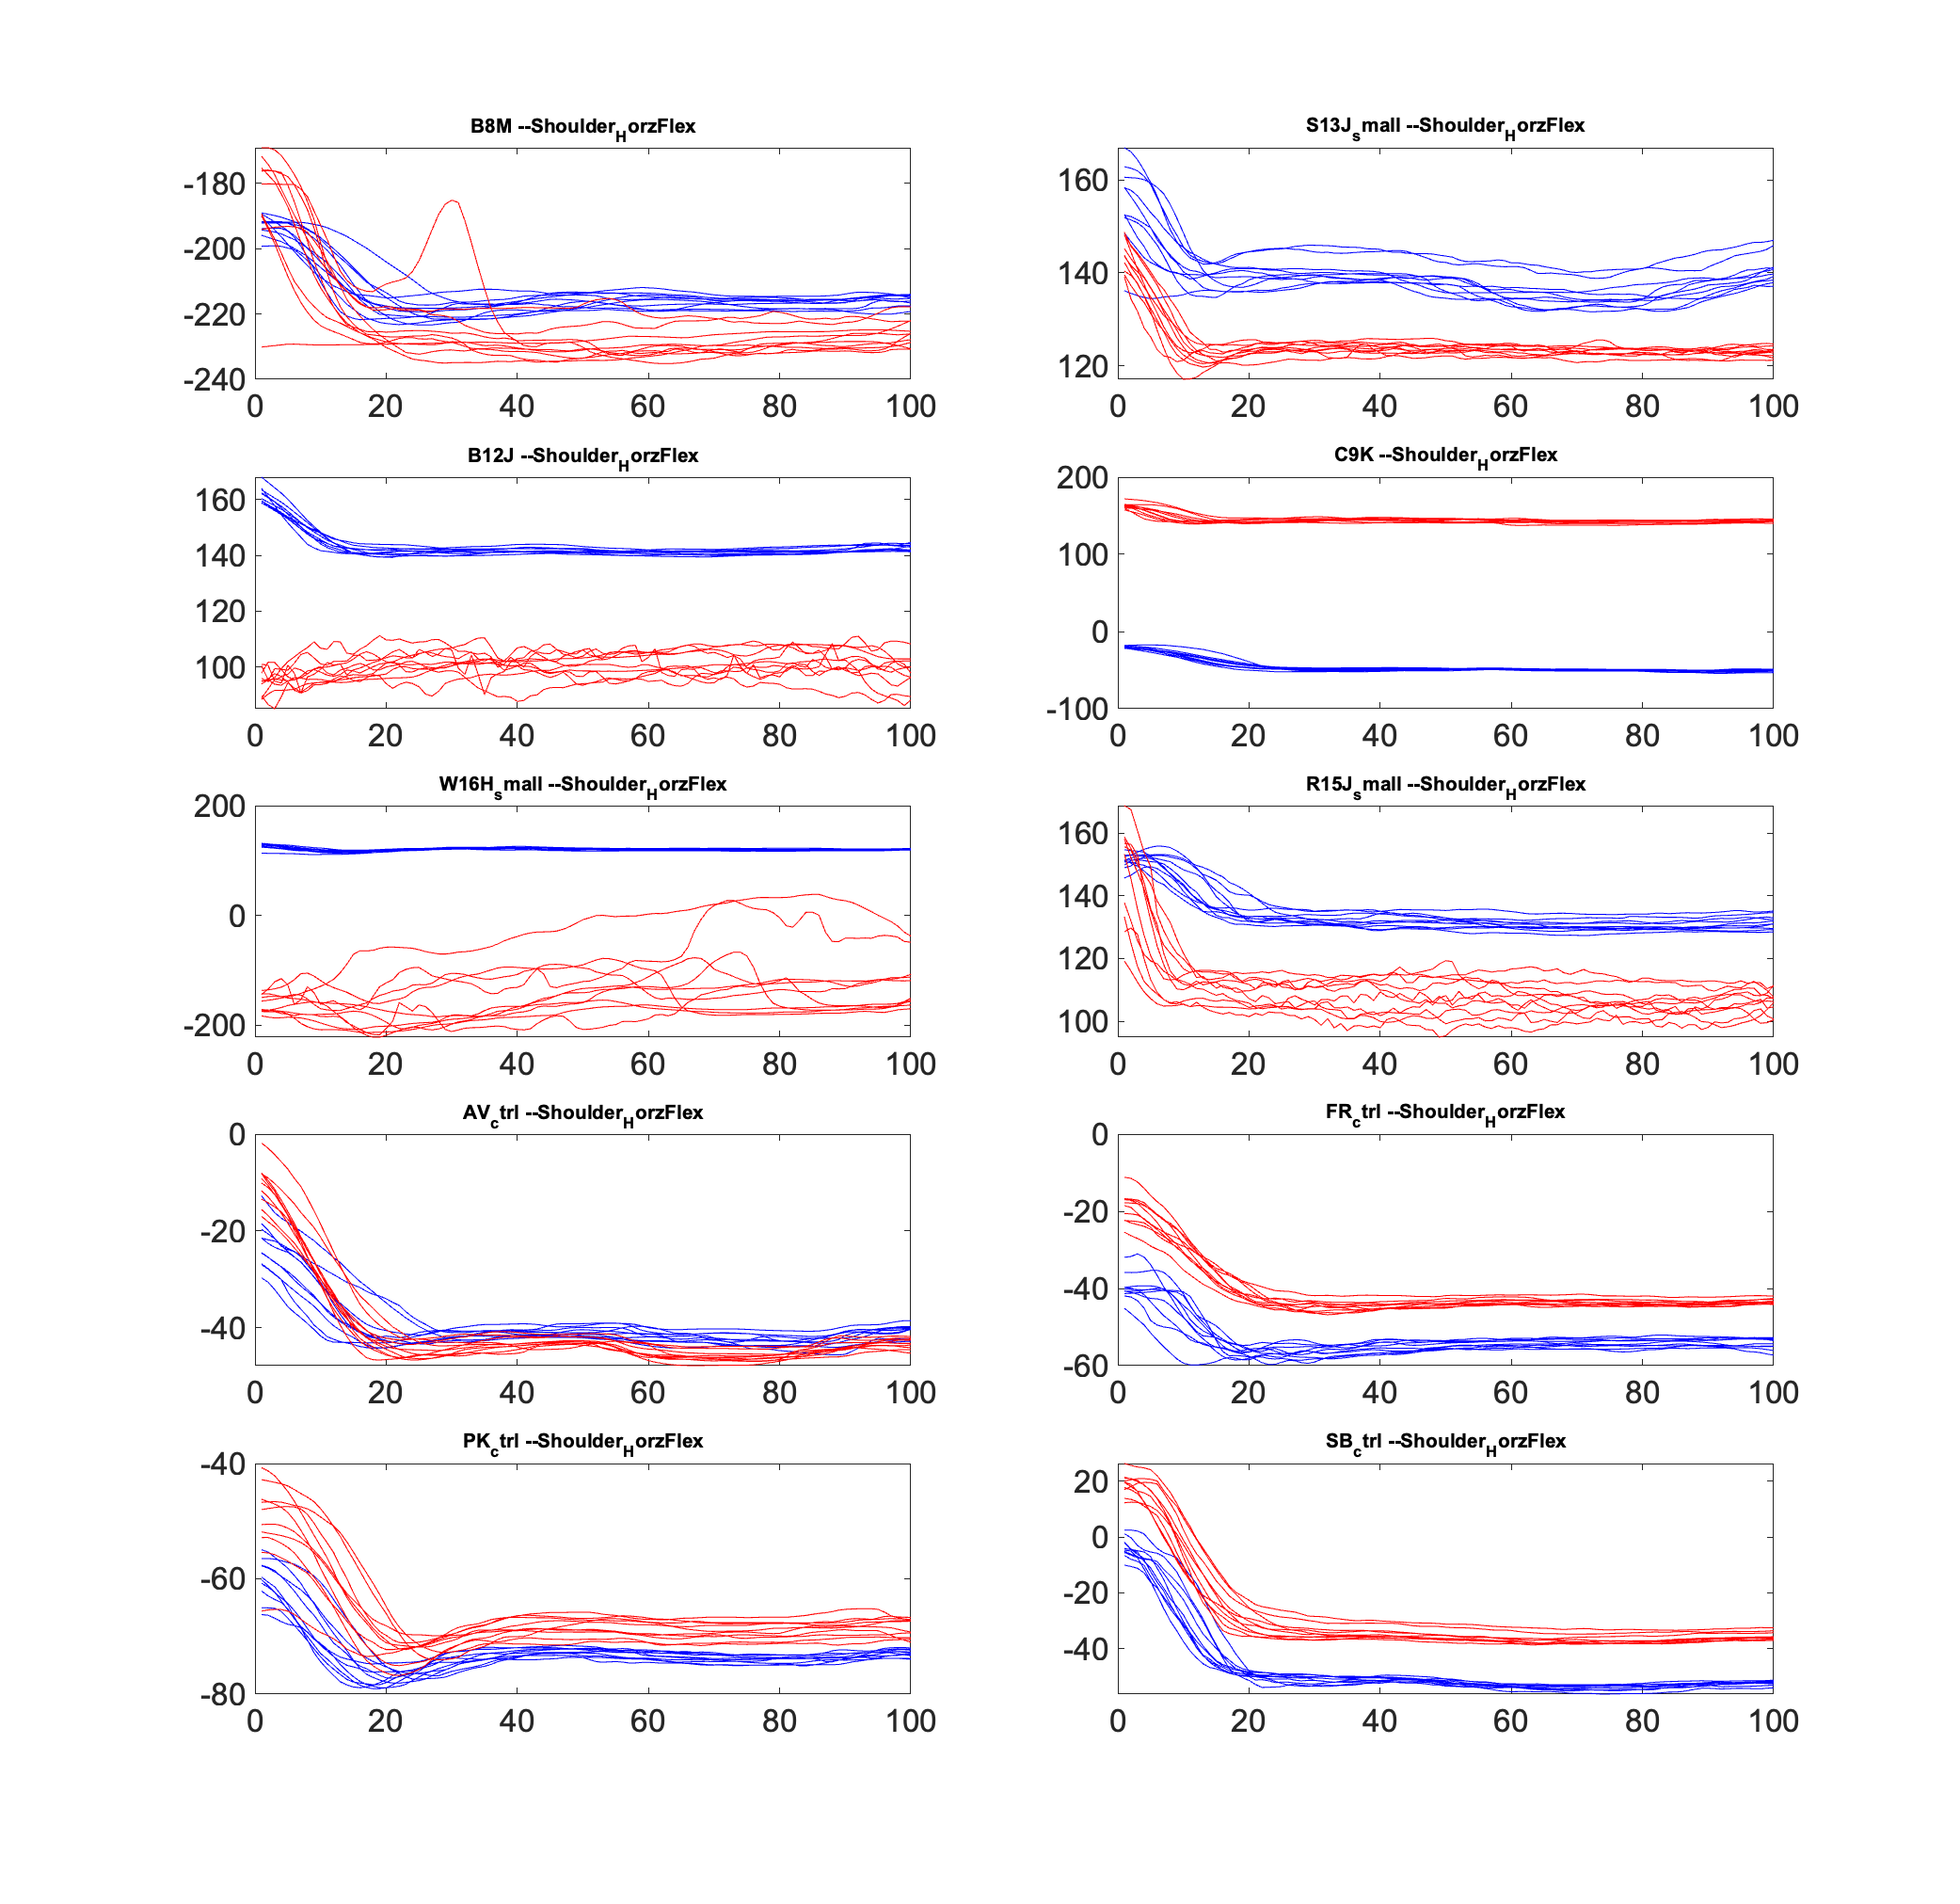 B8M --Shoulder_HorzFlex
-180
-200
-220
-240
0 20 40 60 80 100
S13J_small --Shoulder_HorzFlex
160
140
120
0 20 40 60 80 100
B12J --Shoulder_HorzFlex
160
140
120
100
0 20 40 60 80 100
C9K --Shoulder_HorzFlex
200
100
0
-100
0 20 40 60 80 100
W16H_small --Shoulder_HorzFlex
200
0
-200
0 20 40 60 80 100
R15J_small --Shoulder_HorzFlex
160
140
120
100
0 20 40 60 80 100
AV_ctrl --Shoulder_HorzFlex
0
-20
-40
0 20 40 60 80 100
FR_ctrl --Shoulder_HorzFlex
0
-20
-40
-60
0 20 40 60 80 100
PK_ctrl --Shoulder_HorzFlex
-40
-60
-80
0 20 40 60 80 100
SB_ctrl --Shoulder_HorzFlex
20
0
-20
-40
0 20 40 60 80 100